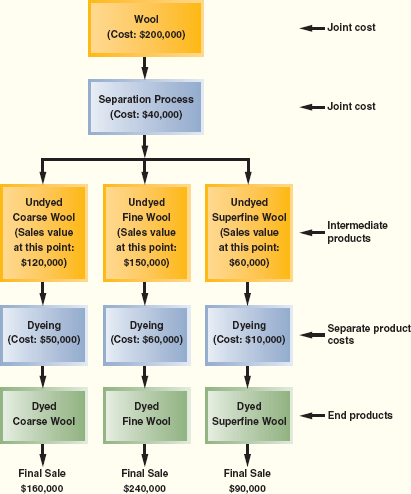 Wool
(Cost: $200,000)
Joint cost
Separation Process
(Cost: $40,000)
Joint cost
Undyed
Coarse Wool
(Sales value
at this point:
$120,000)
Undyed
Fine Wool
(Sales value
at this point:
$150,000)
Undyed
Superfine Wool
(Sales value
at this point:
$60,000)
Intermediate
products
Dyeing
(Cost: $50,000)
Dyeing
(Cost: $60,000)
Dyeing
(Cost: $10,000)
Separate product
costs
Dyed
Coarse Wool
Dyed
Fine Wool
Dyed
Superfine Wool
End products
Final Sale
$160,000
Final Sale
$240,000
Final Sale
$90,000